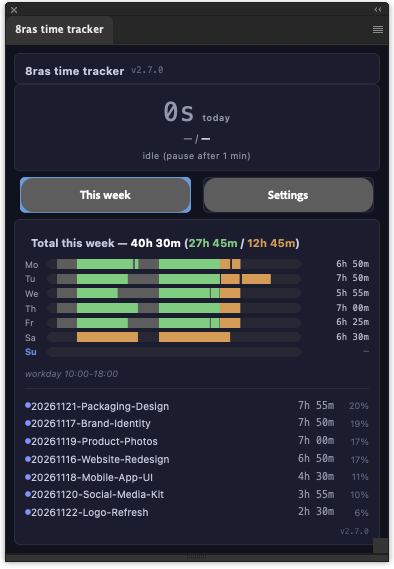 8ras time tracker
8ras time tracker v2.7.0
0s today
— / —
idle (pause after 1 min)
This week Settings
Total this week — 40h 30m (27h 45m / 12h 45m)
Mo 6h 50m
Tu 7h 50m
We 5h 55m
Th 7h 00m
Fr 6h 25m
Sa 6h 30m
Su —
workday 10:00-18:00
20261121-Packaging-Design 7h 55m 20%
20261117-Brand-Identity 7h 50m 19%
20261119-Product-Photos 7h 00m 17%
20261116-Website-Redesign 6h 50m 17%
20261118-Mobile-App-UI 4h 30m 11%
20261120-Social-Media-Kit 3h 55m 10%
20261122-Logo-Refresh 2h 30m 6%
v2.7.0